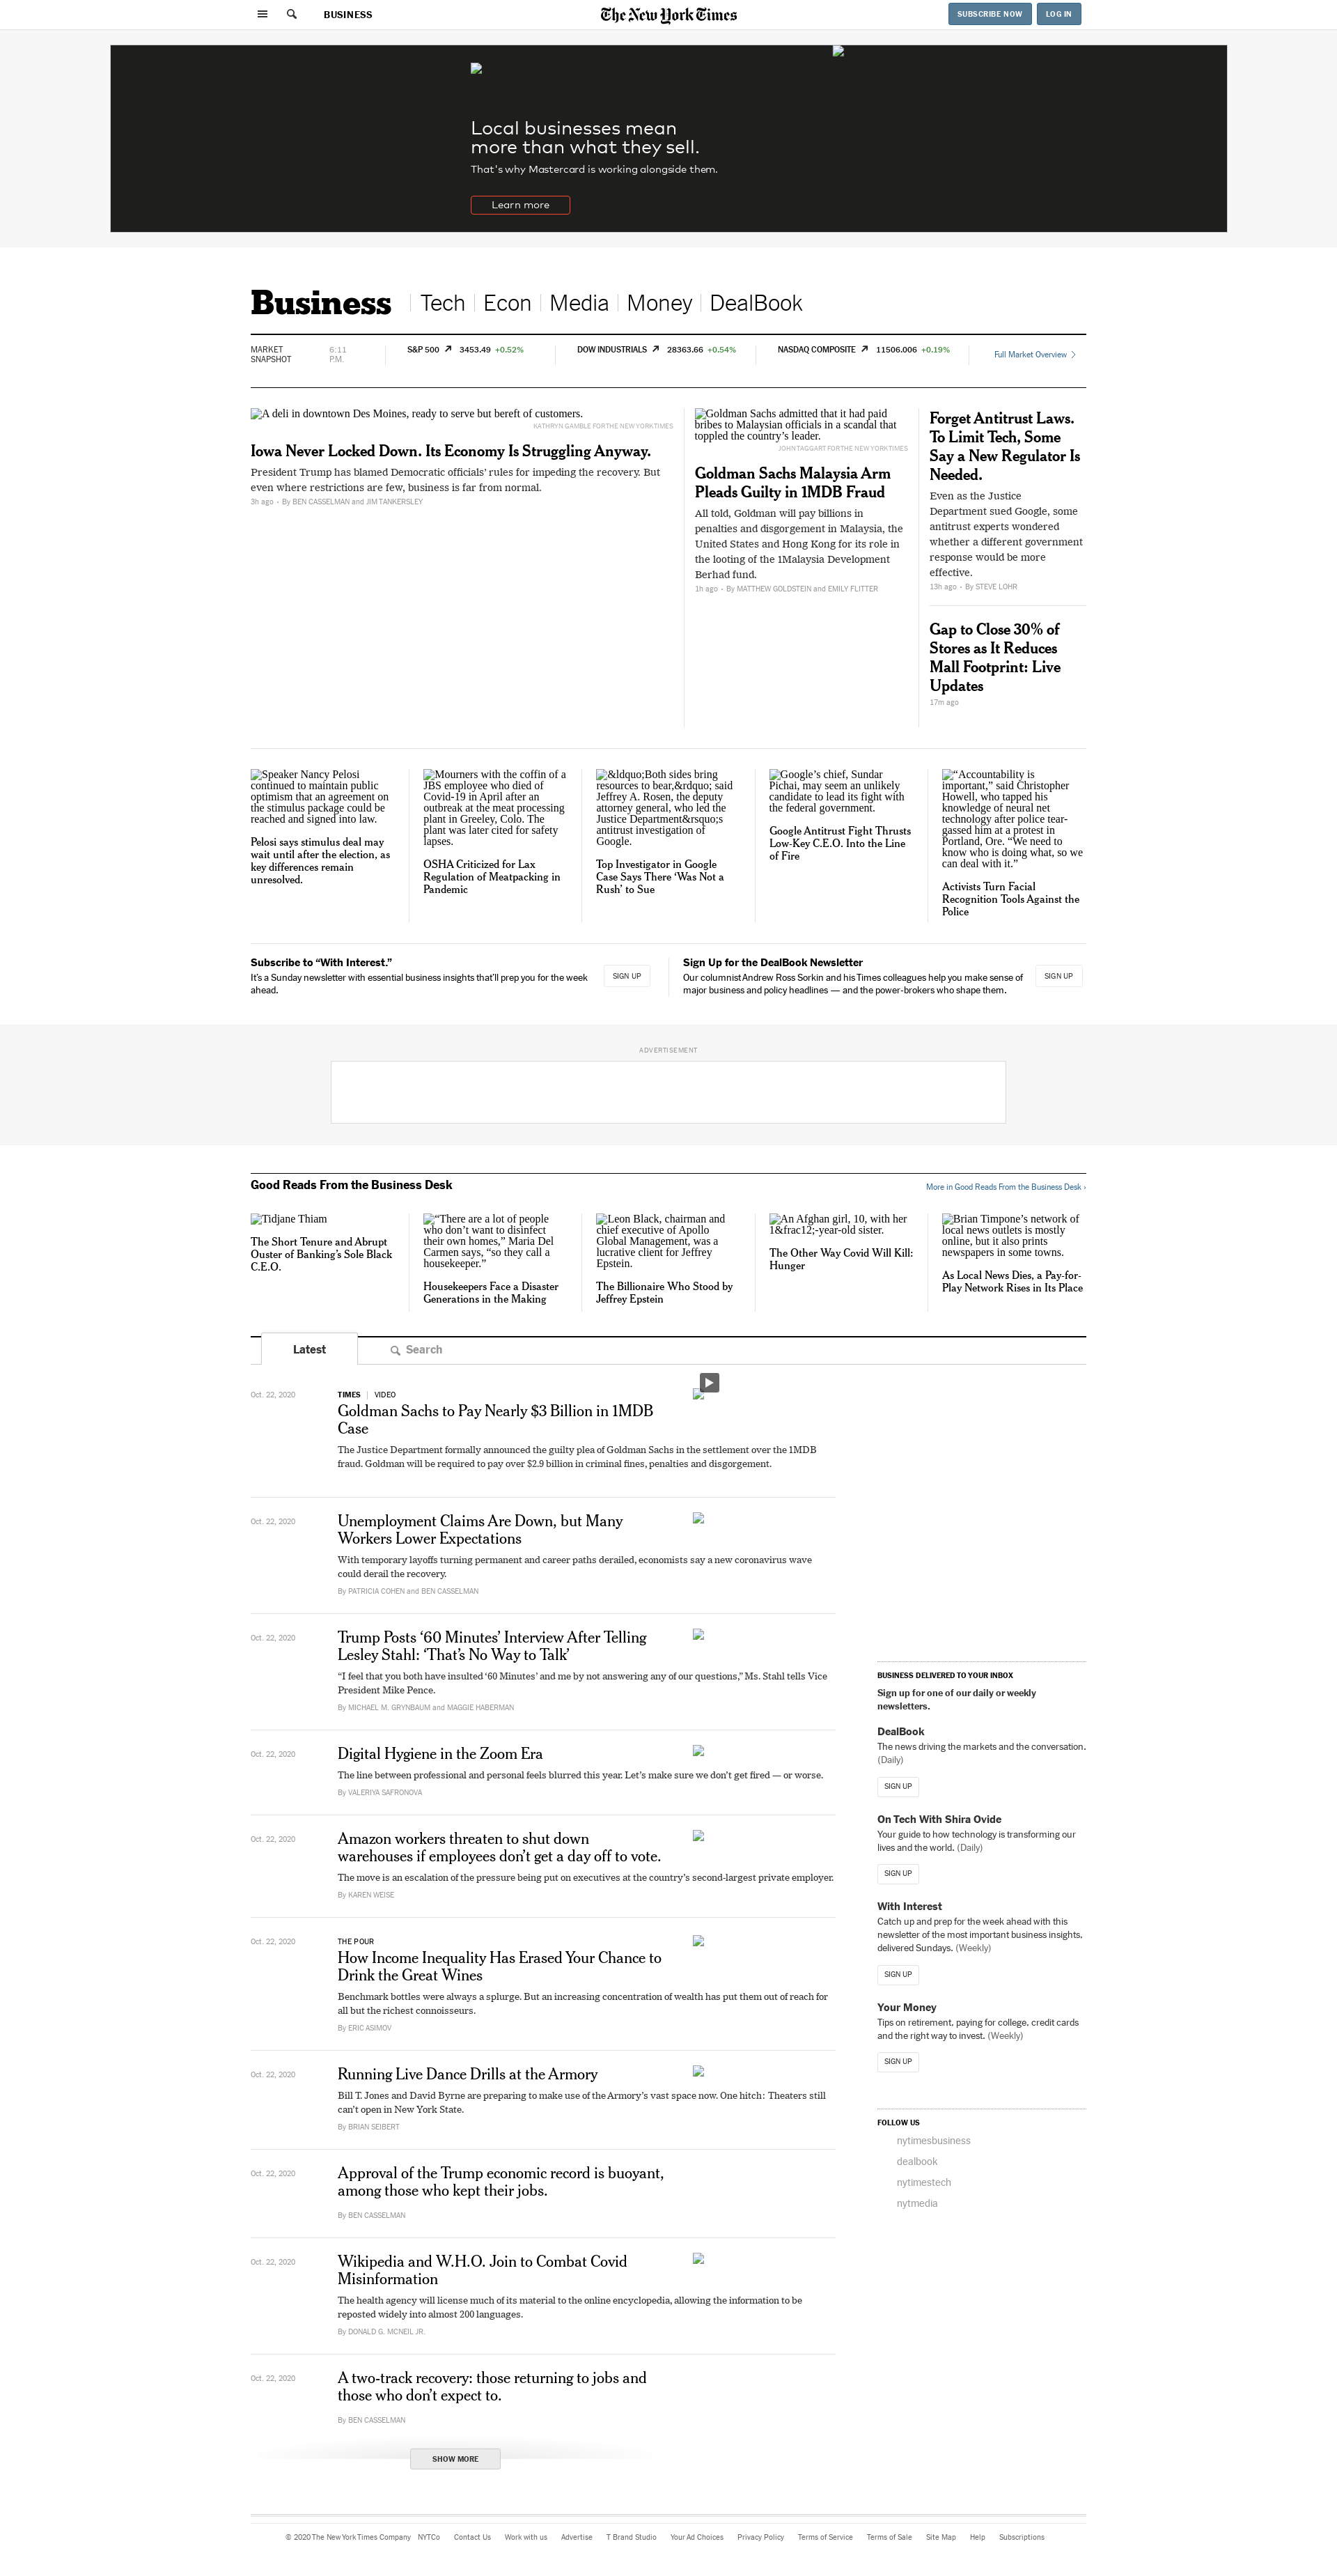 BUSINESS
The New York Times
SUBSCRIBE NOW
LOG IN
Local businesses mean
more than what they sell.
That's why Mastercard is working alongside them.
Learn more
Business
Tech
Econ
Media
Money
DealBook
MARKET
SNAPSHOT
6:11
P.M.
S&P 500 3453.49 +0.52%
DOW INDUSTRIALS 28363.66 +0.54%
NASDAQ COMPOSITE 11506.006 +0.19%
Full Market Overview
A deli in downtown Des Moines, ready to serve but bereft of customers.
KATHRYN GAMBLE FOR THE NEW YORK TIMES
Iowa Never Locked Down. Its Economy Is Struggling Anyway.
President Trump has blamed Democratic officials’ rules for impeding the recovery. But
even where restrictions are few, business is far from normal.
3h ago - By BEN CASSELMAN and JIM TANKERSLEY
Goldman Sachs admitted that it had paid
bribes to Malaysian officials in a scandal that
toppled the country’s leader.
JOHN TAGGART FOR THE NEW YORK TIMES
Goldman Sachs Malaysia Arm
Pleads Guilty in 1MDB Fraud
All told, Goldman will pay billions in
penalties and disgorgement in Malaysia, the
United States and Hong Kong for its role in
the looting of the 1Malaysia Development
Berhad fund.
1h ago - By MATTHEW GOLDSTEIN and EMILY FLITTER
Forget Antitrust Laws.
To Limit Tech, Some
Say a New Regulator Is
Needed.
Even as the Justice
Department sued Google, some
antitrust experts wondered
whether a different government
response would be more
effective.
13h ago - By STEVE LOHR
Gap to Close 30% of
Stores as It Reduces
Mall Footprint: Live
Updates
17m ago
Speaker Nancy Pelosi
continued to maintain public
optimism that an agreement on
the stimulus package could be
reached and signed into law.
Pelosi says stimulus deal may
wait until after the election, as
key differences remain
unresolved.
Mourners with the coffin of a
JBS employee who died of
Covid-19 in April after an
outbreak at the meat processing
plant in Greeley, Colo. The
plant was later cited for safety
lapses.
OSHA Criticized for Lax
Regulation of Meatpacking in
Pandemic
&ldquo;Both sides bring
resources to bear,&rdquo; said
Jeffrey A. Rosen, the deputy
attorney general, who led the
Justice Department&rsquo;s
antitrust investigation of
Google.
Top Investigator in Google
Case Says There ‘Was Not a
Rush’ to Sue
Google’s chief, Sundar
Pichai, may seem an unlikely
candidate to lead its fight with
the federal government.
Google Antitrust Fight Thrusts
Low-Key C.E.O. Into the Line
of Fire
“Accountability is
important,” said Christopher
Howell, who tapped his
knowledge of neural net
technology after police tear-
gassed him at a protest in
Portland, Ore. “We need to
know who is doing what, so we
can deal with it.”
Activists Turn Facial
Recognition Tools Against the
Police
Subscribe to “With Interest.”
It’s a Sunday newsletter with essential business insights that’ll prep you for the week
ahead.
SIGN UP
Sign Up for the DealBook Newsletter
Our columnist Andrew Ross Sorkin and his Times colleagues help you make sense of
major business and policy headlines — and the power-brokers who shape them.
SIGN UP
ADVERTISEMENT
Good Reads From the Business Desk
More in Good Reads From the Business Desk ›
Tidjane Thiam
The Short Tenure and Abrupt
Ouster of Banking’s Sole Black
C.E.O.
“There are a lot of people
who don’t want to disinfect
their own homes,” Maria Del
Carmen says, “so they call a
housekeeper.”
Housekeepers Face a Disaster
Generations in the Making
Leon Black, chairman and
chief executive of Apollo
Global Management, was a
lucrative client for Jeffrey
Epstein.
The Billionaire Who Stood by
Jeffrey Epstein
An Afghan girl, 10, with her
1&frac12;-year-old sister.
The Other Way Covid Will Kill:
Hunger
Brian Timpone’s network of
local news outlets is mostly
online, but it also prints
newspapers in some towns.
As Local News Dies, a Pay-for-
Play Network Rises in Its Place
Latest
Search
Oct. 22, 2020
TIMES | VIDEO
Goldman Sachs to Pay Nearly $3 Billion in 1MDB
Case
The Justice Department formally announced the guilty plea of Goldman Sachs in the settlement over the 1MDB
fraud. Goldman will be required to pay over $2.9 billion in criminal fines, penalties and disgorgement.
Oct. 22, 2020
Unemployment Claims Are Down, but Many
Workers Lower Expectations
With temporary layoffs turning permanent and career paths derailed, economists say a new coronavirus wave
could derail the recovery.
By PATRICIA COHEN and BEN CASSELMAN
Oct. 22, 2020
Trump Posts ‘60 Minutes’ Interview After Telling
Lesley Stahl: ‘That’s No Way to Talk’
“I feel that you both have insulted ‘60 Minutes’ and me by not answering any of our questions,” Ms. Stahl tells Vice
President Mike Pence.
By MICHAEL M. GRYNBAUM and MAGGIE HABERMAN
Oct. 22, 2020
Digital Hygiene in the Zoom Era
The line between professional and personal feels blurred this year. Let’s make sure we don’t get fired — or worse.
By VALERIYA SAFRONOVA
Oct. 22, 2020
Amazon workers threaten to shut down
warehouses if employees don’t get a day off to vote.
The move is an escalation of the pressure being put on executives at the country’s second-largest private employer.
By KAREN WEISE
Oct. 22, 2020
THE POUR
How Income Inequality Has Erased Your Chance to
Drink the Great Wines
Benchmark bottles were always a splurge. But an increasing concentration of wealth has put them out of reach for
all but the richest connoisseurs.
By ERIC ASIMOV
Oct. 22, 2020
Running Live Dance Drills at the Armory
Bill T. Jones and David Byrne are preparing to make use of the Armory’s vast space now. One hitch: Theaters still
can’t open in New York State.
By BRIAN SEIBERT
Oct. 22, 2020
Approval of the Trump economic record is buoyant,
among those who kept their jobs.
By BEN CASSELMAN
Oct. 22, 2020
Wikipedia and W.H.O. Join to Combat Covid
Misinformation
The health agency will license much of its material to the online encyclopedia, allowing the information to be
reposted widely into almost 200 languages.
By DONALD G. MCNEIL JR.
Oct. 22, 2020
A two-track recovery: those returning to jobs and
those who don’t expect to.
By BEN CASSELMAN
SHOW MORE
BUSINESS DELIVERED TO YOUR INBOX
Sign up for one of our daily or weekly
newsletters.
DealBook
The news driving the markets and the conversation.
(Daily)
SIGN UP
On Tech With Shira Ovide
Your guide to how technology is transforming our
lives and the world. (Daily)
SIGN UP
With Interest
Catch up and prep for the week ahead with this
newsletter of the most important business insights,
delivered Sundays. (Weekly)
SIGN UP
Your Money
Tips on retirement, paying for college, credit cards
and the right way to invest. (Weekly)
SIGN UP
FOLLOW US
nytimesbusiness
dealbook
nytimestech
nytmedia
© 2020 The New York Times Company NYTCo Contact Us Work with us Advertise T Brand Studio Your Ad Choices Privacy Policy Terms of Service Terms of Sale Site Map Help Subscriptions